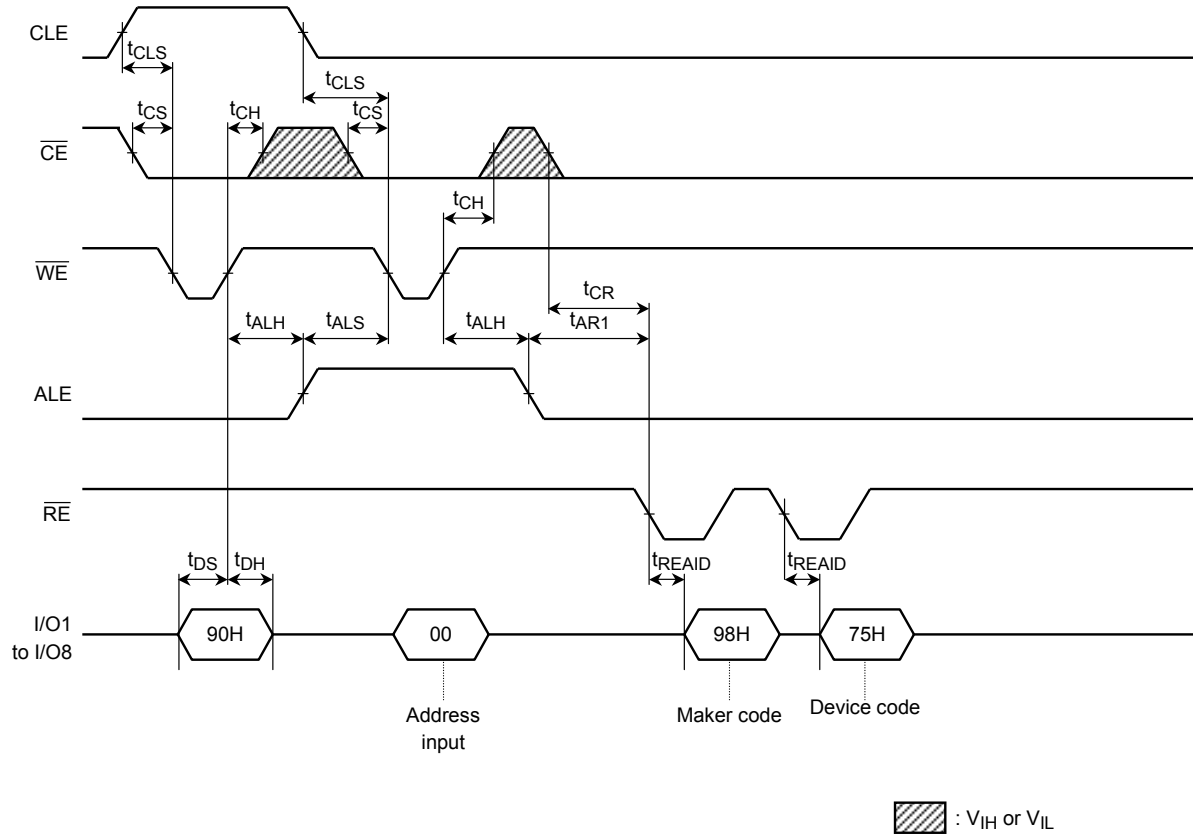 CLE
tCLS
tCLS
tCS
tCH
tCS
CE
tCH
WE
tCR
tALH
tALS
tALH
tAR1
ALE
RE
tDS
tDH
tREAID
tREAID
I/O1
to I/O8
90H
00
98H
75H
Address
input
Maker code
Device code
: VIH or VIL